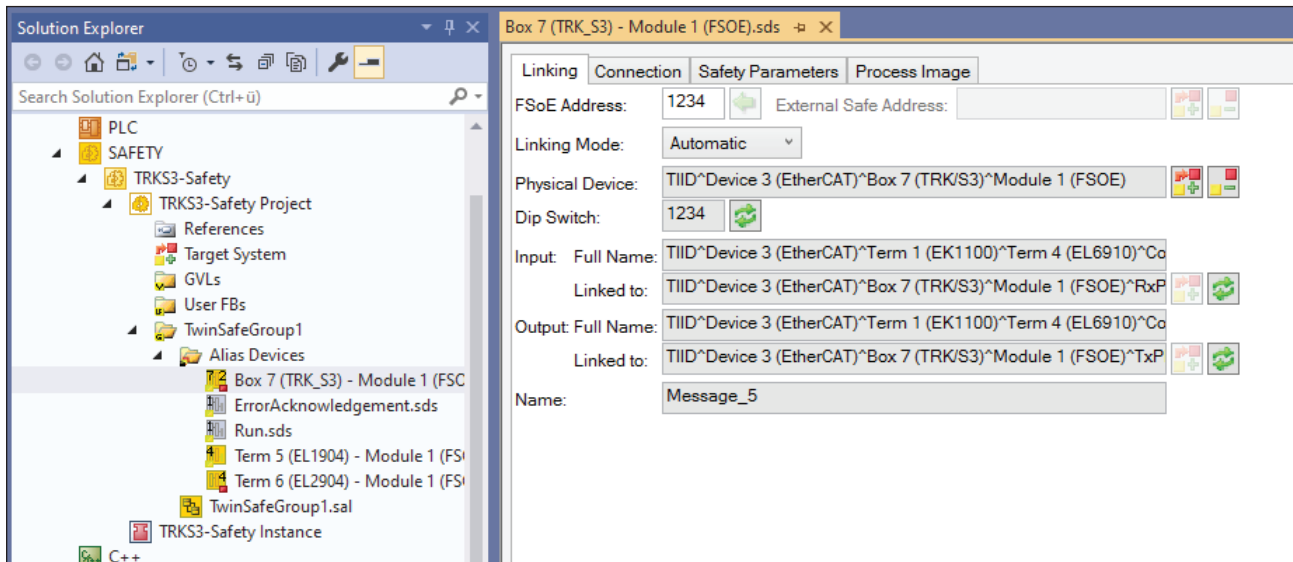 Solution Explorer
Search Solution Explorer (Ctrl+ü)
PLC
SAFETY
TRKS3-Safety
TRKS3-Safety Project
References
Target System
GVLs
User FBs
TwinSafeGroup1
Alias Devices
Box 7 (TRK_S3) - Module 1 (FSC
ErrorAcknowledgement.sds
Run.sds
Term 5 (EL1904) - Module 1 (FS
Term 6 (EL2904) - Module 1 (FS
TwinSafeGroup1.sal
TRKS3-Safety Instance
C++
Box 7 (TRK_S3) - Module 1 (FSOE).sds
Linking Connection Safety Parameters Process Image
FSoE Address: 1234 External Safe Address:
Linking Mode: Automatic
Physical Device: TIID^Device 3 (EtherCAT)^Box 7 (TRK/S3)^Module 1 (FSOE)
Dip Switch: 1234
Input: Full Name: TIID^Device 3 (EtherCAT)^Term 1 (EK1100)^Term 4 (EL6910)^Co
Linked to: TIID^Device 3 (EtherCAT)^Box 7 (TRK/S3)^Module 1 (FSOE)^RxP
Output: Full Name: TIID^Device 3 (EtherCAT)^Term 1 (EK1100)^Term 4 (EL6910)^Co
Linked to: TIID^Device 3 (EtherCAT)^Box 7 (TRK/S3)^Module 1 (FSOE)^TxP
Name: Message_5